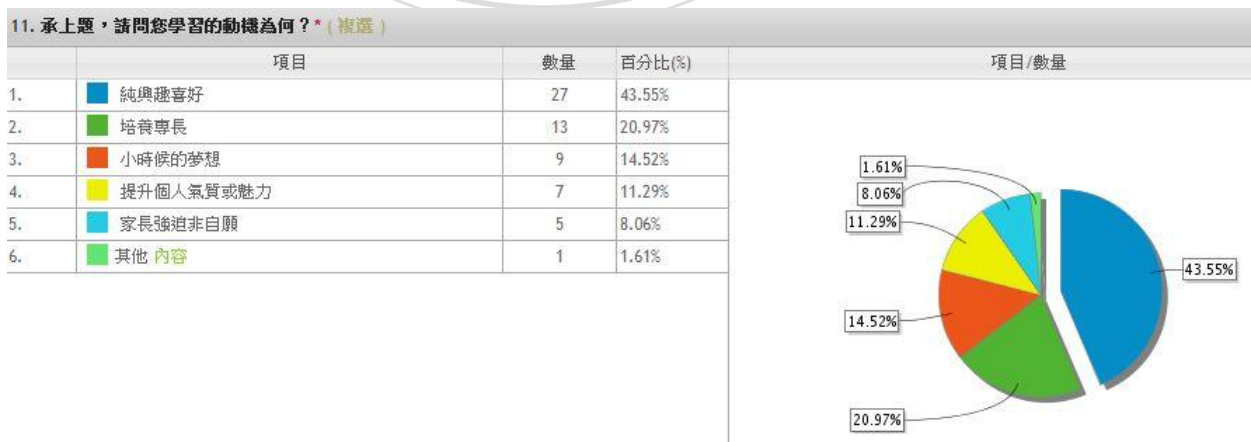 11. 承上題，請問您學習的動機為何？*（複選）
項目 數量 百分比(%) 項目/數量
1. 純興趣喜好 27 43.55%
2. 培養專長 13 20.97%
3. 小時候的夢想 9 14.52%
4. 提升個人氣質或魅力 7 11.29%
5. 家長強迫非自願 5 8.06%
6. 其他 內容 1 1.61%
1.61%
8.06%
11.29%
43.55%
14.52%
20.97%